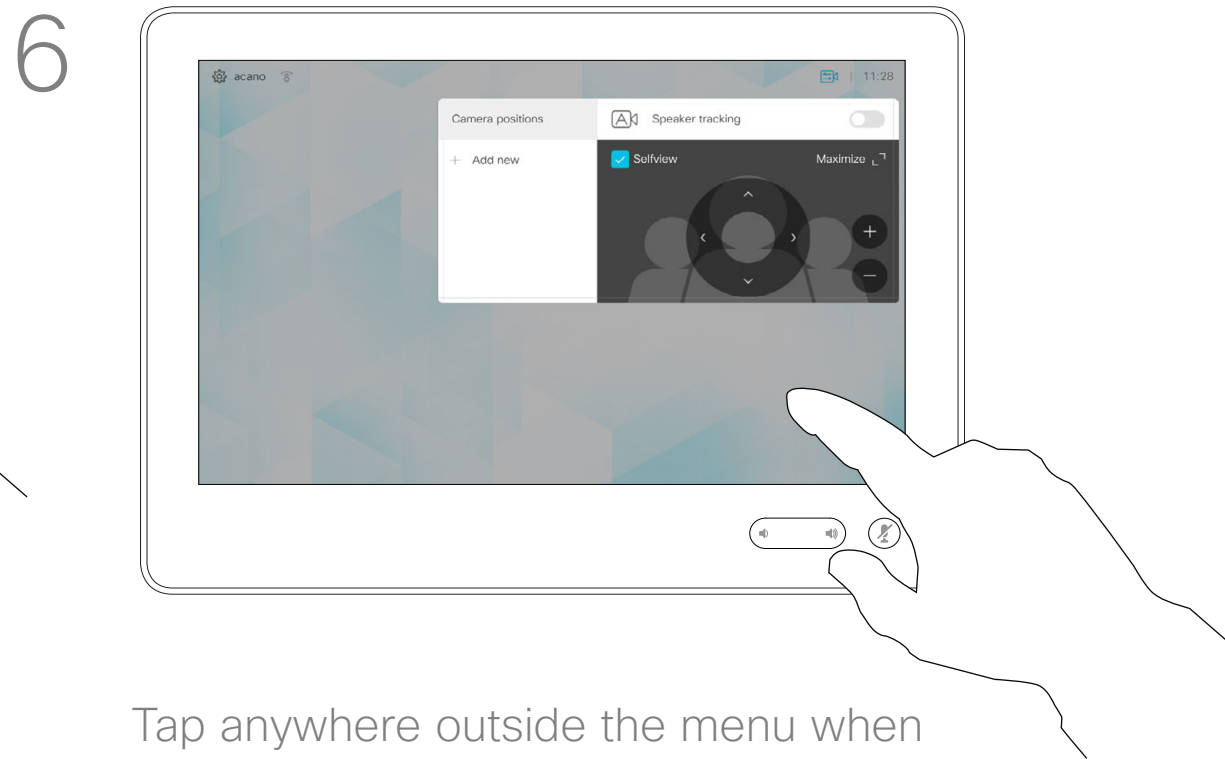 6
acano 11:28
Camera positions Speaker tracking
+ Add new Selfview Maximize
Tap anywhere outside the menu when